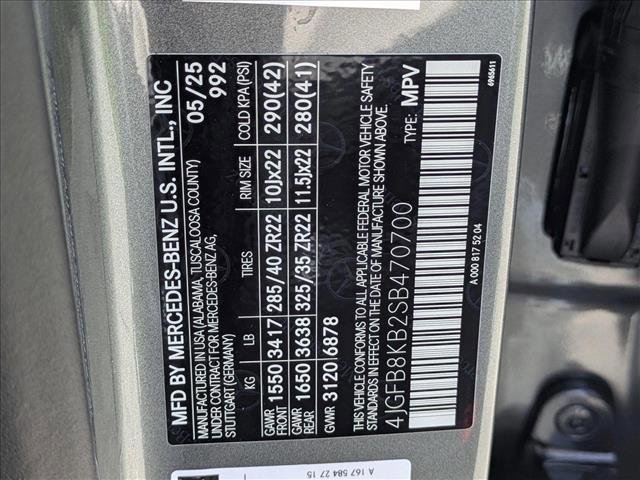 MFD BY MERCEDES-BENZ U.S. INTL., INC
MANUFACTURED IN USA (ALABAMA, TUSCALOOSA COUNTY) 05/25
UNDER CONTRACT FOR MERCEDES-BENZ AG, 992
STUTTGART (GERMANY)
KG LB TIRES RIM SIZE COLD KPA (PSI)
GAWR FRONT 1550 3417 285/40 ZR22 10Jx22 290(42)
GAWR REAR 1650 3638 325/35 ZR22 11.5Jx22 280(41)
GVWR 3120 6878
THIS VEHICLE CONFORMS TO ALL APPLICABLE FEDERAL MOTOR VEHICLE SAFETY
STANDARDS IN EFFECT ON THE DATE OF MANUFACTURE SHOWN ABOVE.
4JGFB8KB2SB470700 TYPE: MPV
A 000 817 52 04 6965611
A 167 584 27 15